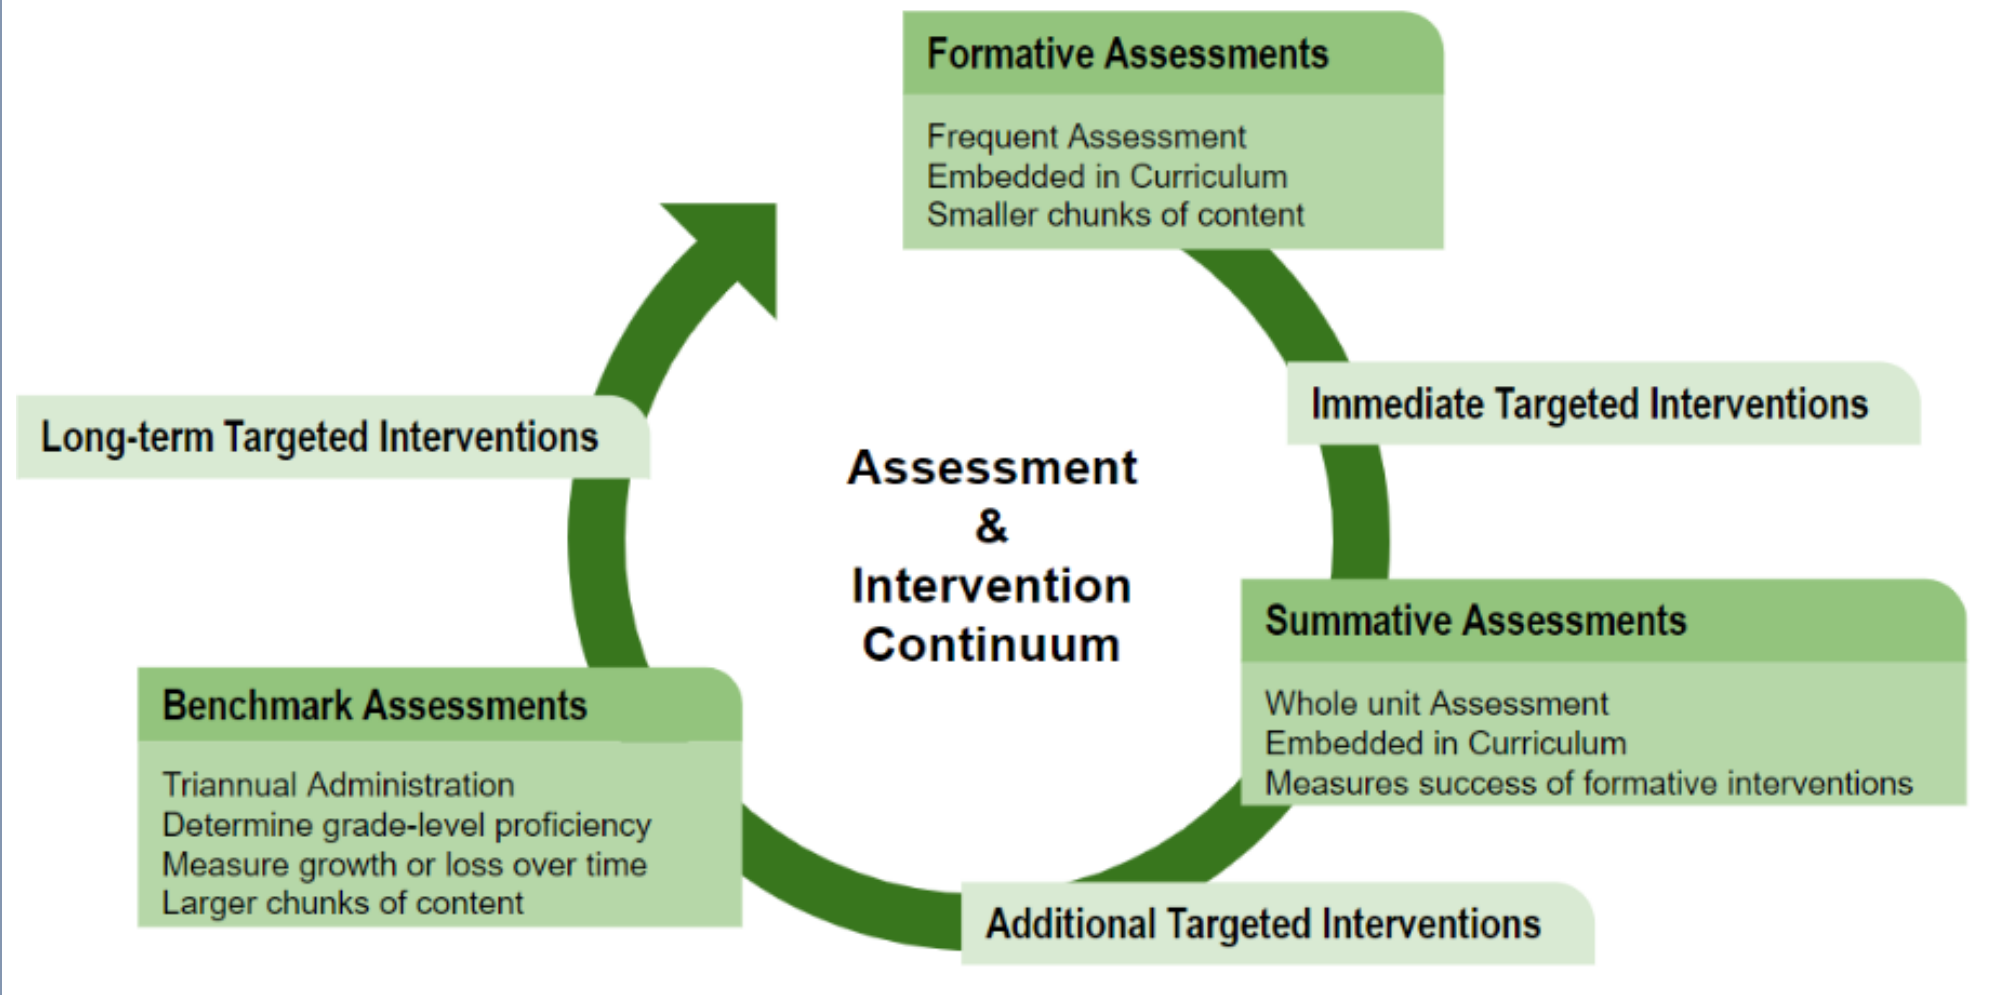 Formative Assessments
Frequent Assessment
Embedded in Curriculum
Smaller chunks of content
Immediate Targeted Interventions
Summative Assessments
Whole unit Assessment
Embedded in Curriculum
Measures success of formative interventions
Additional Targeted Interventions
Benchmark Assessments
Triannual Administration
Determine grade-level proficiency
Measure growth or loss over time
Larger chunks of content
Long-term Targeted Interventions
Assessment
&
Intervention
Continuum